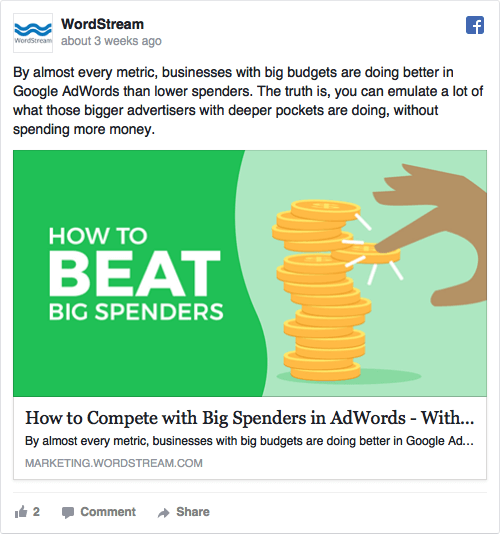 WordStream
WordStream
about 3 weeks ago
By almost every metric, businesses with big budgets are doing better in
Google AdWords than lower spenders. The truth is, you can emulate a lot of
what those bigger advertisers with deeper pockets are doing, without
spending more money.
HOW TO
BEAT
BIG SPENDERS
How to Compete with Big Spenders in AdWords - With...
By almost every metric, businesses with big budgets are doing better in Google Ad...
MARKETING.WORDSTREAM.COM
2 Comment Share